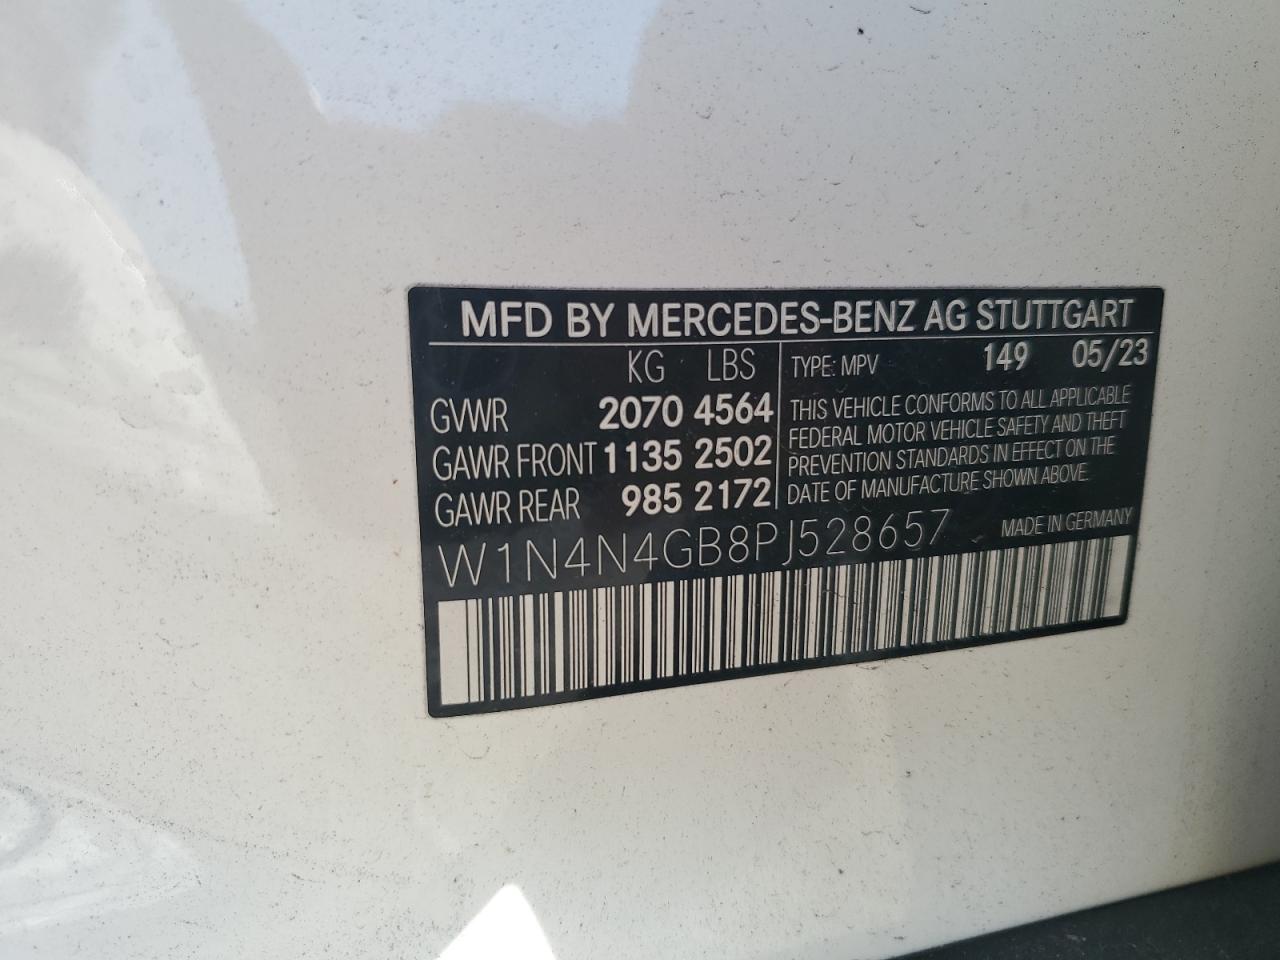 MFD BY MERCEDES-BENZ AG STUTTGART
KG LBS
GVWR 2070 4564
GAWR FRONT 1135 2502
GAWR REAR 985 2172
TYPE: MPV 149 05/23
THIS VEHICLE CONFORMS TO ALL APPLICABLE
FEDERAL MOTOR VEHICLE SAFETY AND THEFT
PREVENTION STANDARDS IN EFFECT ON THE
DATE OF MANUFACTURE SHOWN ABOVE.
W1N4N4GB8PJ528657 MADE IN GERMANY